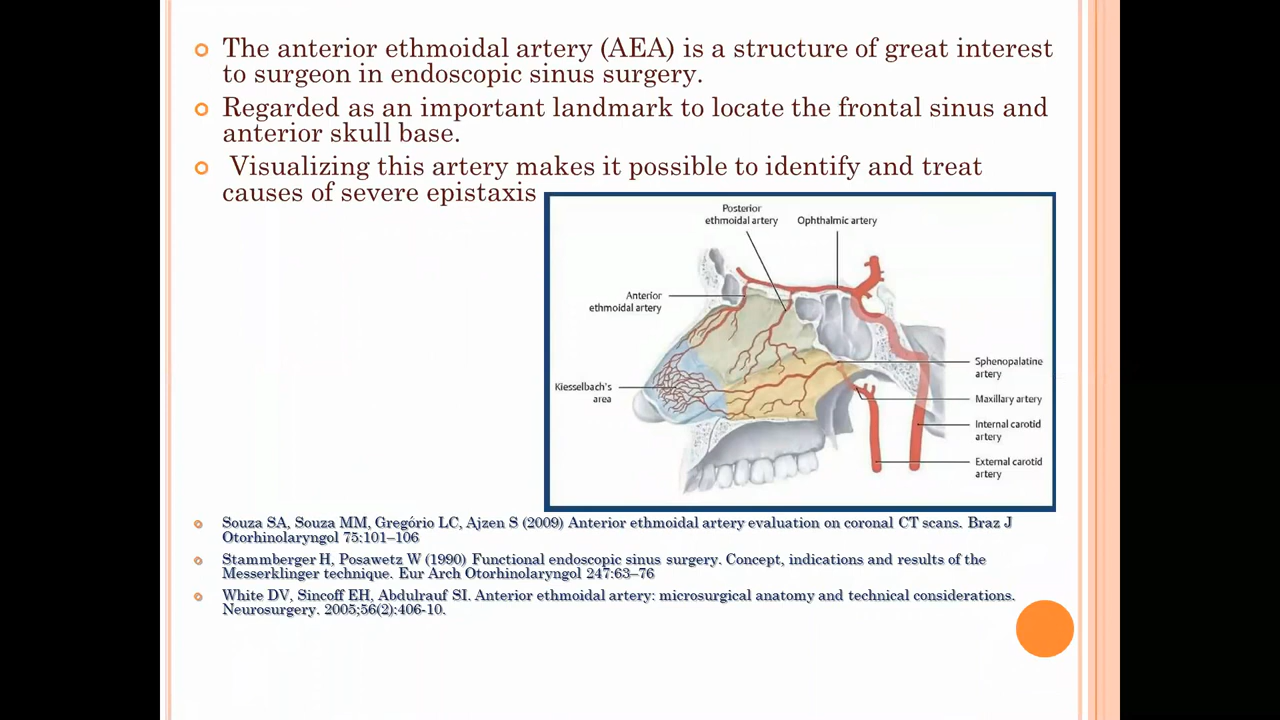 The anterior ethmoidal artery (AEA) is a structure of great interest
to surgeon in endoscopic sinus surgery.
Regarded as an important landmark to locate the frontal sinus and
anterior skull base.
Visualizing this artery makes it possible to identify and treat
causes of severe epistaxis
Posterior
ethmoidal artery
Ophthalmic artery
Anterior
ethmoidal artery
Kiesselbach's
area
Sphenopalatine
artery
Maxillary artery
Internal carotid
artery
External carotid
artery
Souza SA, Souza MM, Gregório LC, Ajzen S (2009) Anterior ethmoidal artery evaluation on coronal CT scans. Braz J
Otorhinolaryngol 75:101–106
Stammberger H, Posawetz W (1990) Functional endoscopic sinus surgery. Concept, indications and results of the
Messerklinger technique. Eur Arch Otorhinolaryngol 247:63–76
White DV, Sincoff EH, Abdulrauf SI. Anterior ethmoidal artery: microsurgical anatomy and technical considerations.
Neurosurgery. 2005;56(2):406-10.